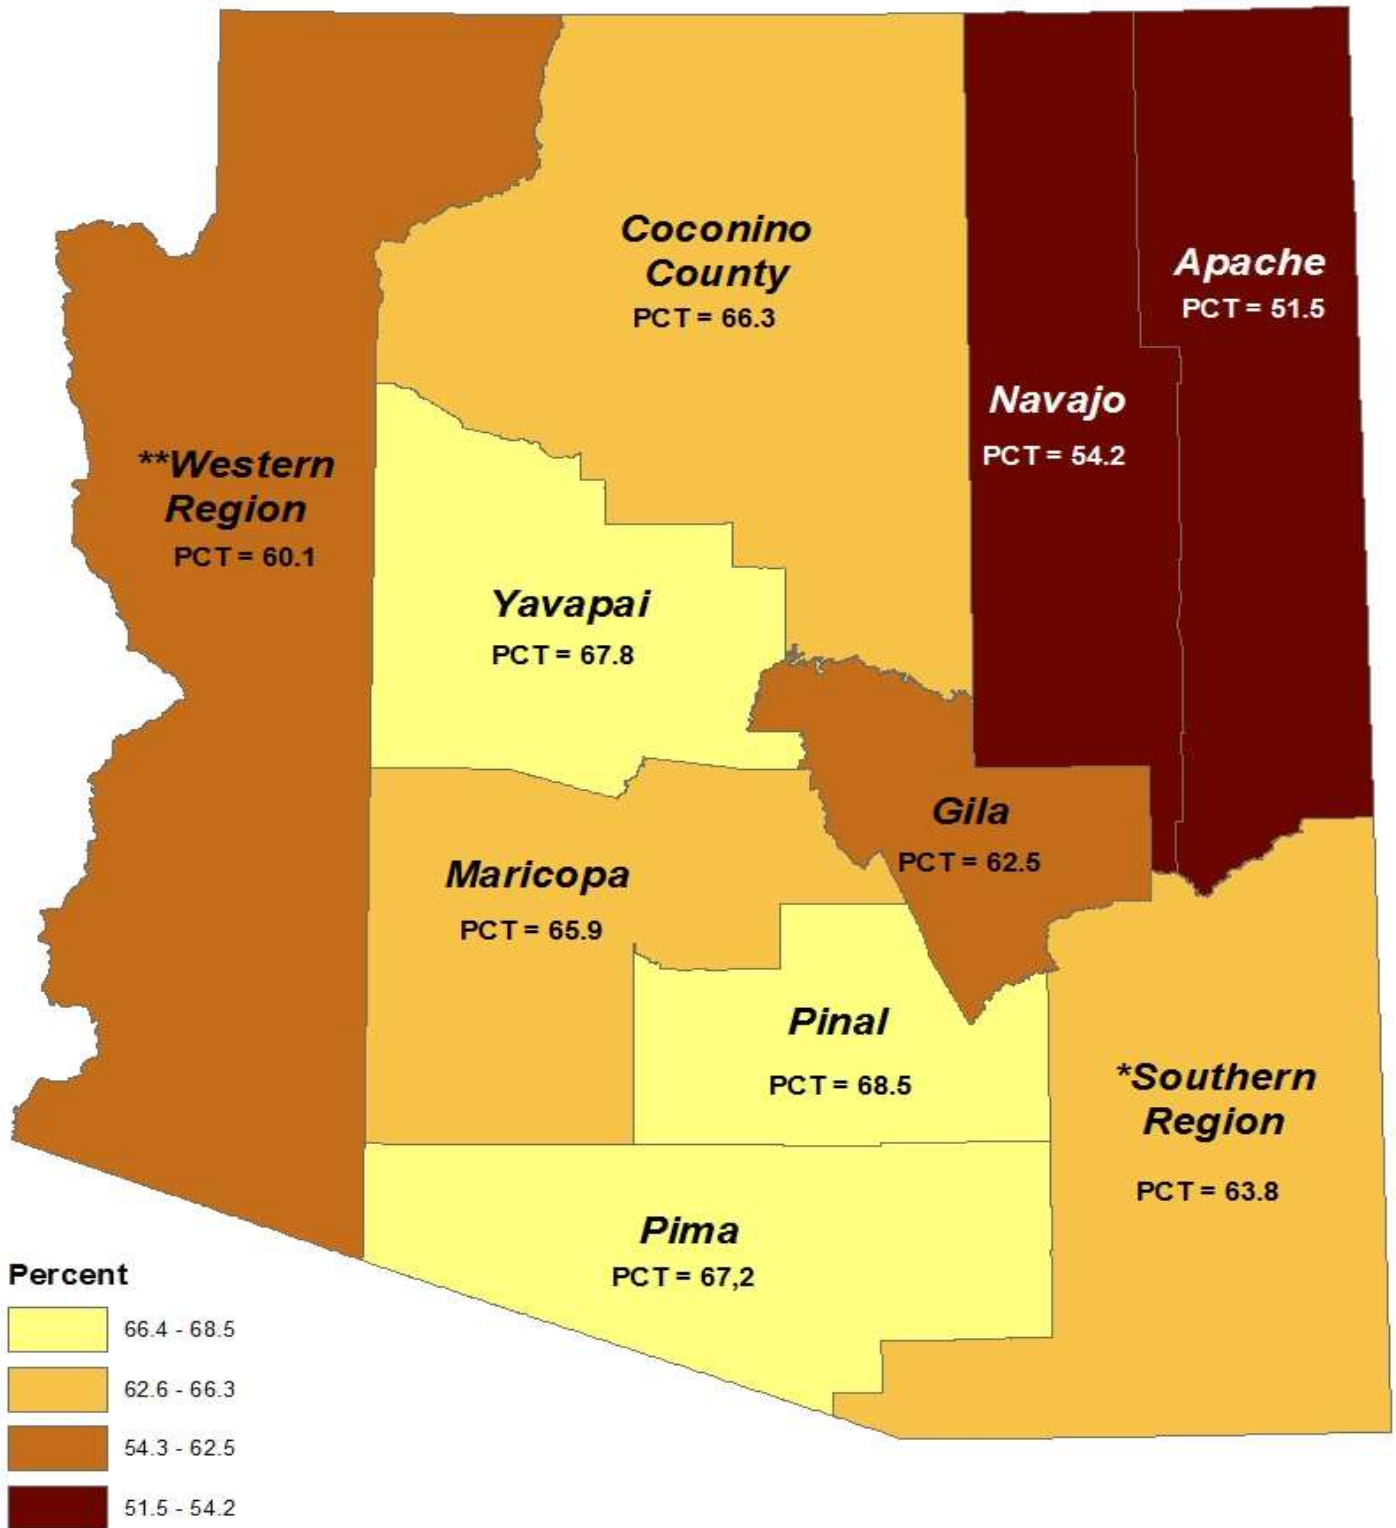 Coconino
County
PCT = 66.3
Apache
PCT = 51.5
Navajo
PCT = 54.2
**Western
Region
PCT = 60.1
Yavapai
PCT = 67.8
Gila
PCT = 62.5
Maricopa
PCT = 65.9
Pinal
PCT = 68.5
*Southern
Region
PCT = 63.8
Pima
PCT = 67,2
Percent
66.4 - 68.5
62.6 - 66.3
54.3 - 62.5
51.5 - 54.2